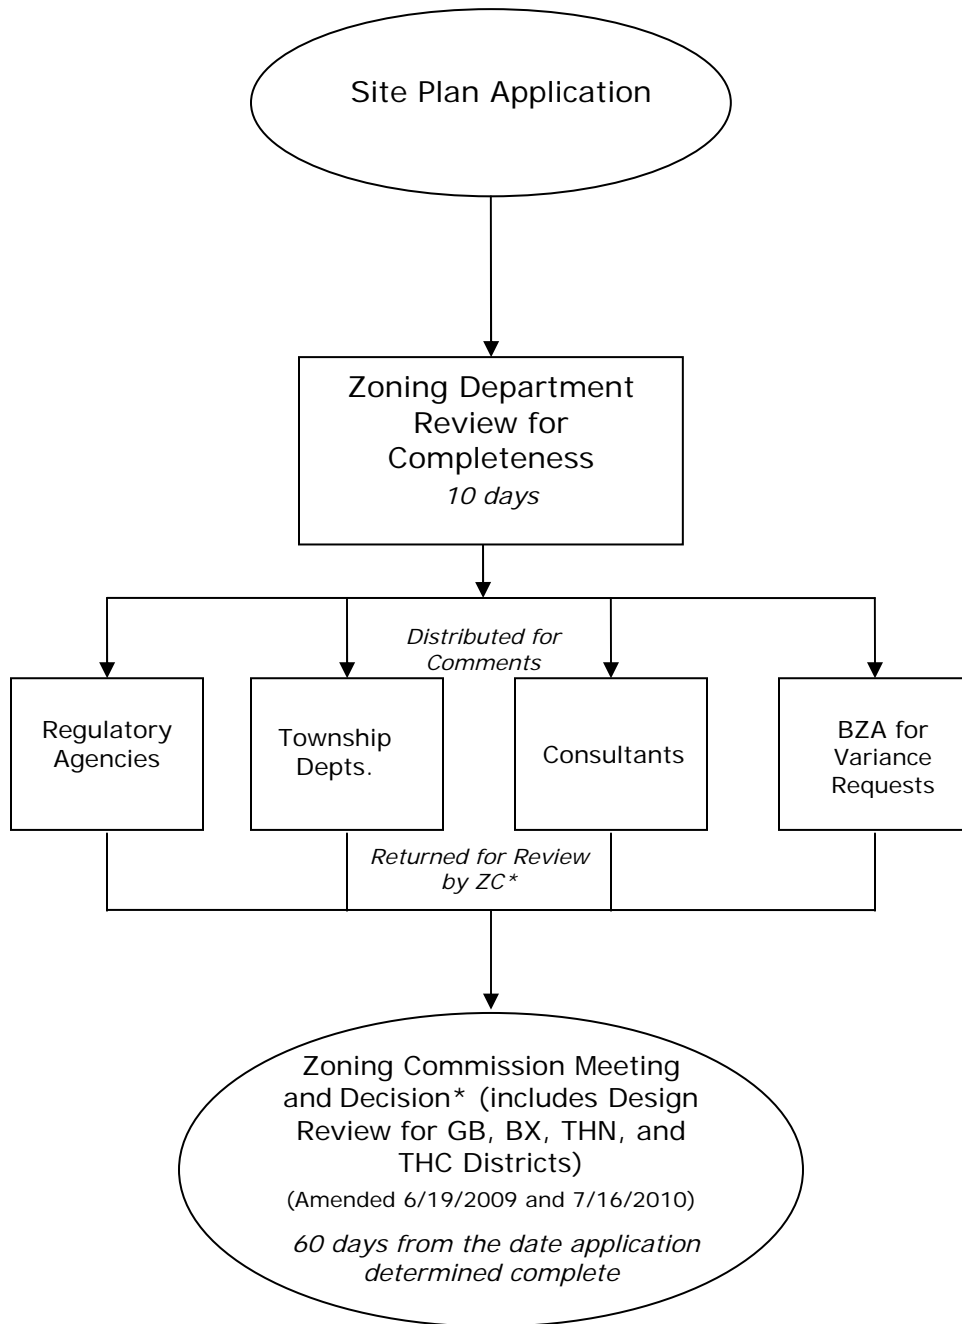 Site Plan Application
Zoning Department
Review for
Completeness
10 days
Distributed for
Comments
Regulatory
Agencies
Township
Depts.
Consultants
BZA for
Variance
Requests
Returned for Review
by ZC*
Zoning Commission Meeting
and Decision* (includes Design
Review for GB, BX, THN, and
THC Districts)
(Amended 6/19/2009 and 7/16/2010)
60 days from the date application
determined complete